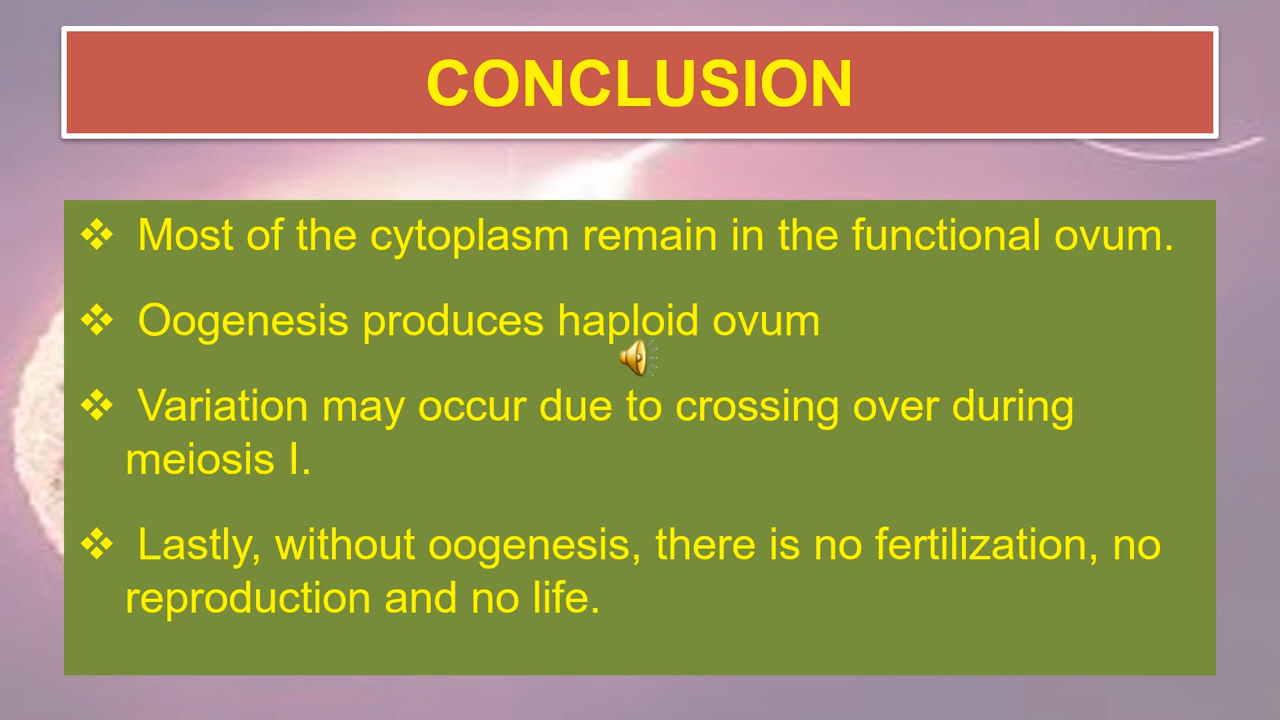 CONCLUSION
❖ Most of the cytoplasm remain in the functional ovum.
❖ Oogenesis produces haploid ovum
❖ Variation may occur due to crossing over during
meiosis I.
❖ Lastly, without oogenesis, there is no fertilization, no
reproduction and no life.